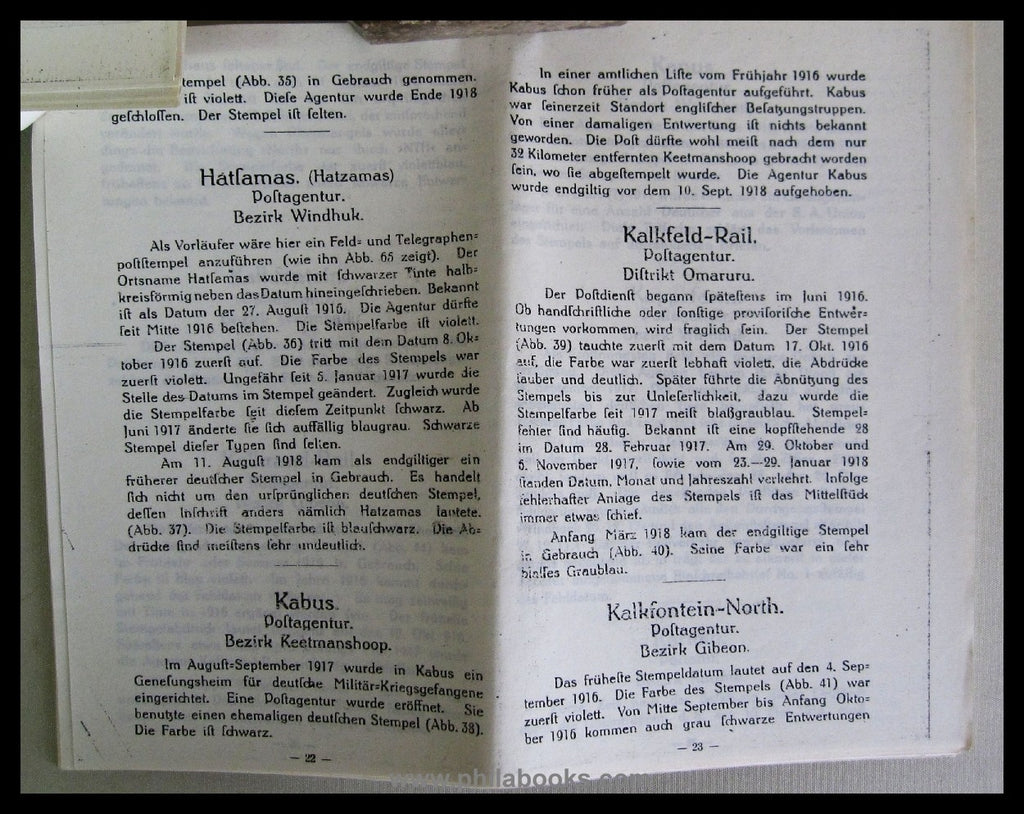 tempel (Abb. 35) in Gebrauch genommen.
iſt violett. Dieſe Agentur wurde Ende 1918
geſchloſſen. Der Stempel iſt ſelten.
Hatſamas. (Hatzamas)
Poſtagentur.
Bezirk Windhuk.
Als Vorläufer wäre hier ein Feld= und Telegraphen=
poſtſtempel anzuführen (wie ihn Abb. 65 zeigt). Der
Ortsname Hatſemas wurde mit ſchwarzer Tinte halb=
kreisförmig neben das Datum hineingeſchrieben. Bekannt
iſt als Datum der 27. Auguſt 1916. Die Agentur dürfte
ſeit Mitte 1916 beſtehen. Die Stempelfarbe iſt violett.
Der Stempel (Abb. 36) tritt mit dem Datum 8. Ok=
tober 1916 zuerſt auf. Die Farbe des Stempels war
zuerſt violett. Ungefähr ſeit 5. Januar 1917 wurde die
Stelle des Datums im Stempel geändert. Zugleich wurde
die Stempelfarbe ſeit dieſem Zeitpunkt ſchwarz. Ab
Juni 1917 änderte ſie ſich auffällig blaugrau. Schwarze
Stempel dieſer Typen ſind ſelten.
Am 11. Auguſt 1918 kam als endgiltiger ein
früherer deutſcher Stempel in Gebrauch. Es handelt
ſich nicht um den urſprünglichen deutſchen Stempel,
deſſen Inſchrift anders nämlich Hatzamas lautete.
(Abb. 37). Die Stempelfarbe iſt blauſchwarz. Die Ab=
drücke ſind meiſtens ſehr undeutlich.
Kabus.
Poſtagentur.
Bezirk Keetmanshoop.
Im Auguſt=September 1917 wurde in Kabus ein
Geneſungsheim für deutſche Militär=Kriegsgefangene
eingerichtet. Eine Poſtagentur wurde eröffnet. Sie
benutzte einen ehemaligen deutſchen Stempel (Abb. 38).
Die Farbe iſt ſchwarz.
— 22 —
In einer amtlichen Liſte vom Frühjahr 1916 wurde
Kabus ſchon früher als Poſtagentur aufgeführt. Kabus
war ſeinerzeit Standort engliſcher Beſatzungstruppen.
Von einer damaligen Entwertung iſt nichts bekannt
geworden. Die Poſt dürfte wohl meiſt nach dem nur
32 Kilometer entfernten Keetmanshoop gebracht worden
ſein, wo ſie abgeſtempelt wurde. Die Agentur Kabus
wurde endgiltig vor dem 10. Sept. 1918 aufgehoben.
Kalkfeld-Rail.
Poſtagentur.
Diſtrikt Omaruru.
Der Poſtdienſt begann ſpäteſtens im Juni 1916.
Ob handſchriftliche oder ſonſtige proviſoriſche Entwer=
tungen vorkommen, wird fraglich ſein. Der Stempel
(Abb. 39) tauchte zuerſt mit dem Datum 17. Okt. 1916
auf, die Farbe war zuerſt lebhaft violett, die Abdrücke
ſauber und deutlich. Später führte die Abnützung des
Stempels bis zur Unleſerlichkeit, dazu wurde die
Stempelfarbe ſeit 1917 meiſt blaßgraublau. Stempel=
fehler ſind häufig. Bekannt iſt eine kopfſtehende 28
im Datum 28. Februar 1917. Am 29. Oktober und
6. November 1917, ſowie vom 23.—29. Januar 1918
ſtanden Datum, Monat und Jahreszahl verkehrt. Infolge
fehlerhafter Anlage des Stempels iſt das Mittelſtück
immer etwas ſchief.
Anfang März 1918 kam der endgiltige Stempel
in Gebrauch (Abb. 40). Seine Farbe war ein ſehr
blaſſes Graublau.
Kalkfontein-North.
Poſtagentur.
Bezirk Gibeon.
Das früheſte Stempeldatum lautet auf den 4. Sep=
tember 1916. Die Farbe des Stempels (Abb. 41) war
zuerſt violett. Von Mitte September bis Anfang Okto=
ber 1916 kommen auch grau ſchwarze Entwertungen
— 23 —
www.philabooks.com